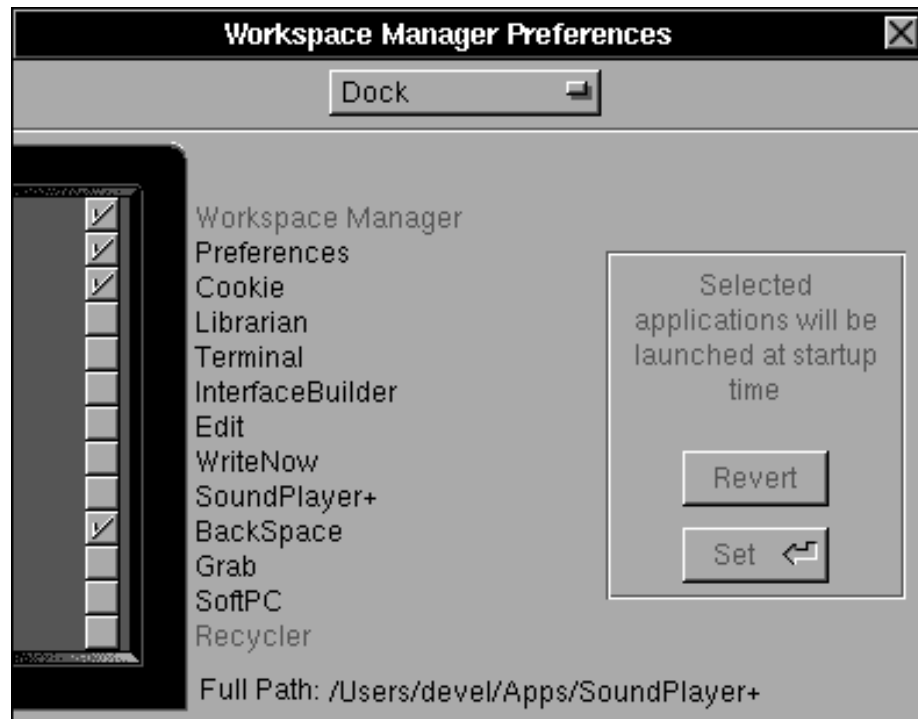 Workspace Manager Preferences
Dock
Workspace Manager
Preferences
Cookie
Librarian
Terminal
InterfaceBuilder
Edit
WriteNow
SoundPlayer+
BackSpace
Grab
SoftPC
Recycler
Selected
applications will be
launched at startup
time
Revert
Set
Full Path: /Users/devel/Apps/SoundPlayer+